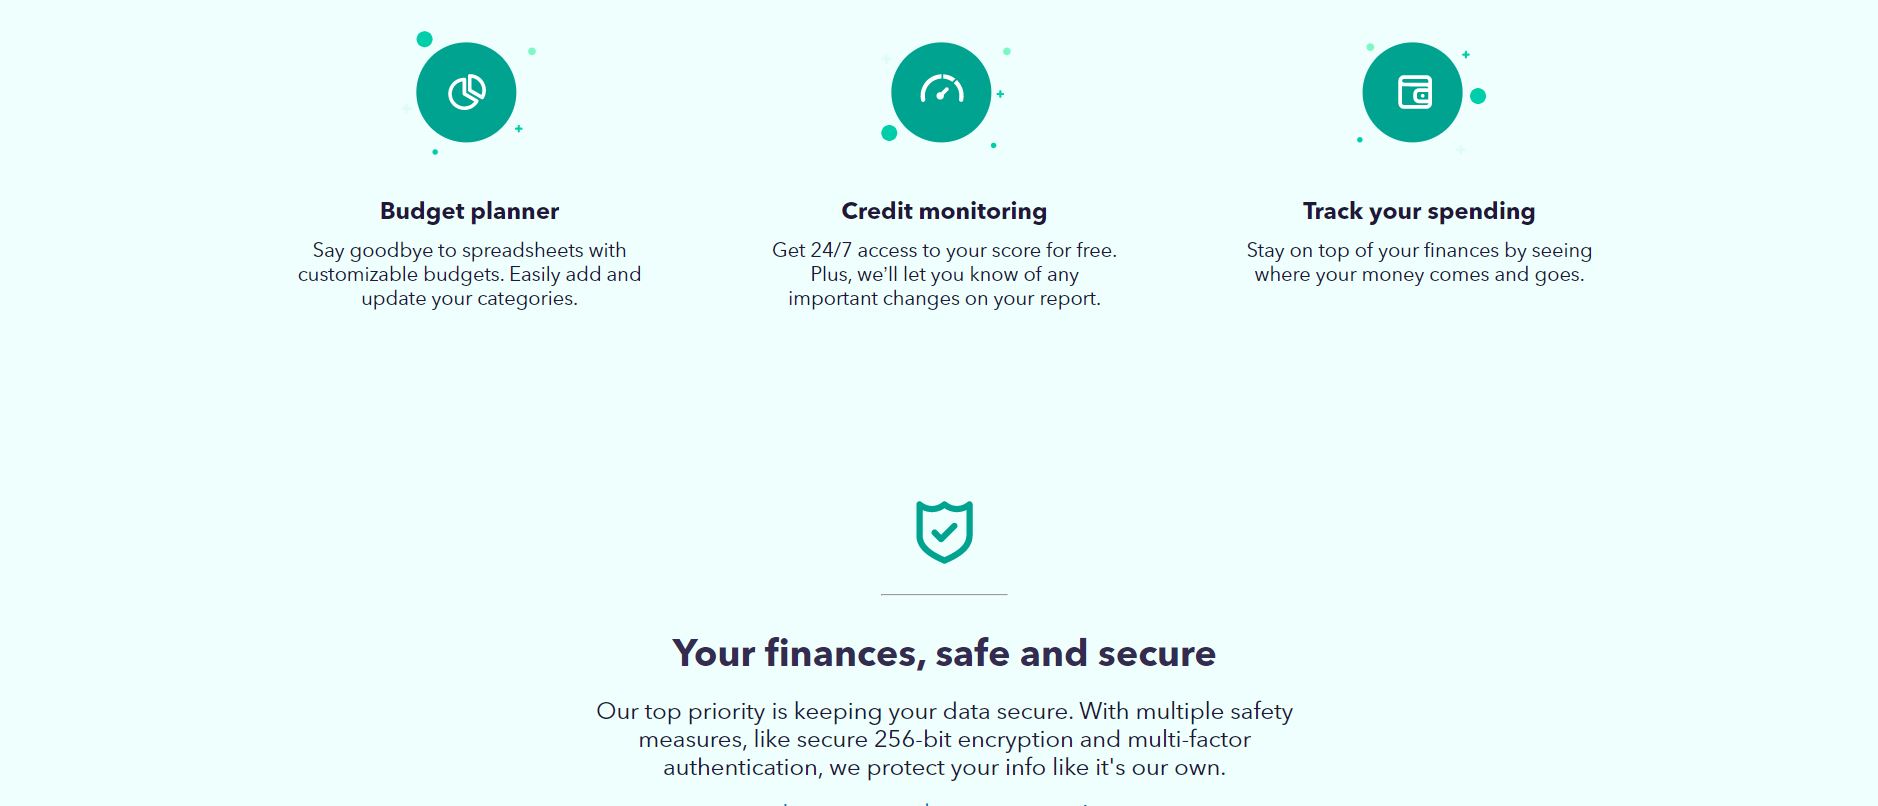 Budget planner
Say goodbye to spreadsheets with
customizable budgets. Easily add and
update your categories.
Credit monitoring
Get 24/7 access to your score for free.
Plus, we’ll let you know of any
important changes on your report.
Track your spending
Stay on top of your finances by seeing
where your money comes and goes.
Your finances, safe and secure
Our top priority is keeping your data secure. With multiple safety
measures, like secure 256-bit encryption and multi-factor
authentication, we protect your info like it's our own.